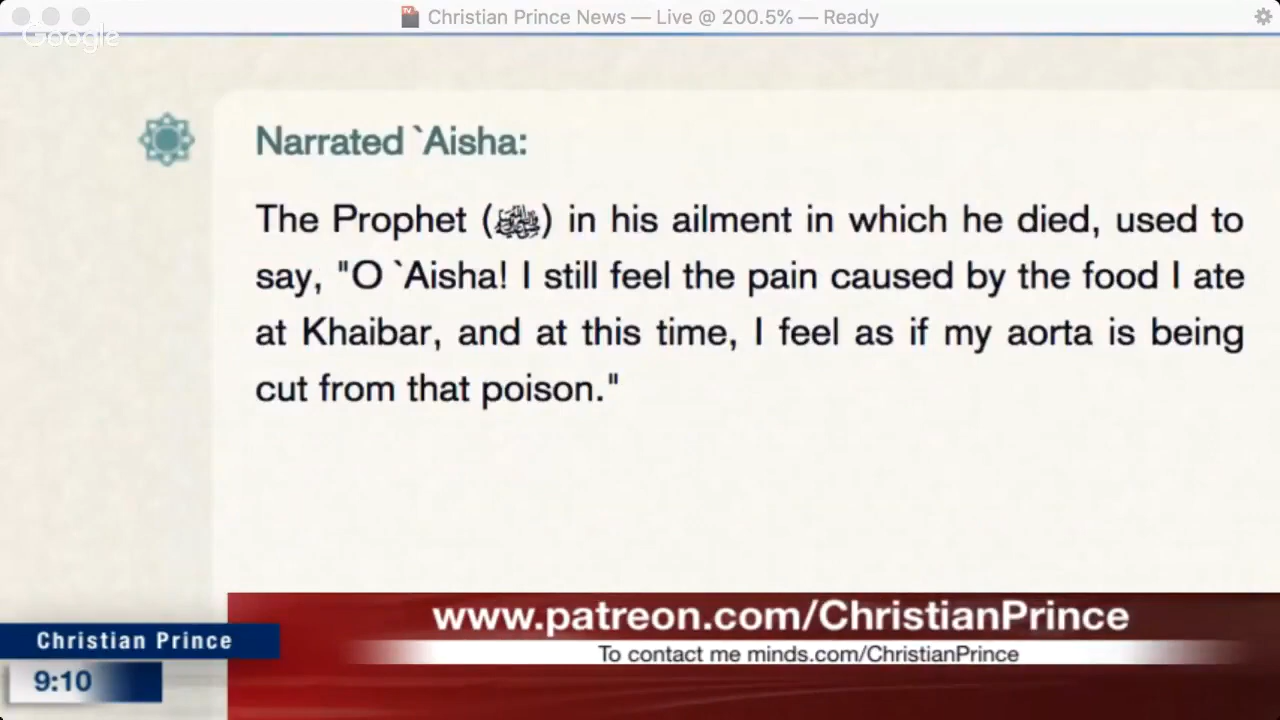 Christian Prince News — Live @ 200.5% — Ready
Google
Narrated `Aisha:
The Prophet (ﷺ) in his ailment in which he died, used to
say, "O `Aisha! I still feel the pain caused by the food I ate
at Khaibar, and at this time, I feel as if my aorta is being
cut from that poison."
www.patreon.com/ChristianPrince
Christian Prince
To contact me minds.com/ChristianPrince
9:10